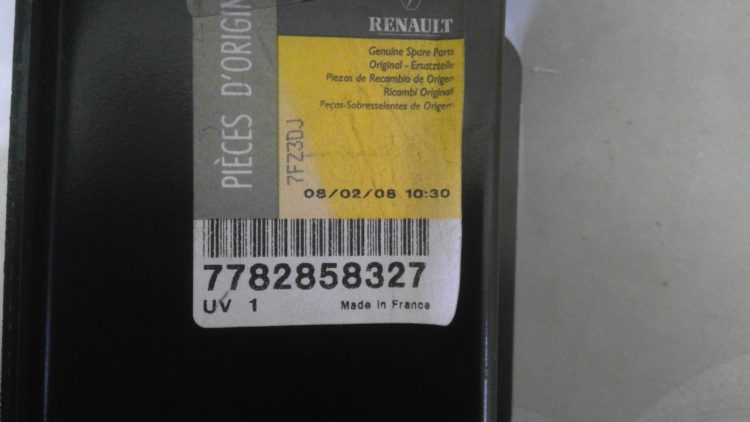 PIÈCES D'ORIGIN
RENAULT
Genuine Spare Parts
Original - Ersatzteile
Piezas de Recambio de Origen
Ricambi Originali
Peças-Sobresselentes de Origem
7FZ3DJ
08/02/08 10:30
7782858327
UV 1 Made in France